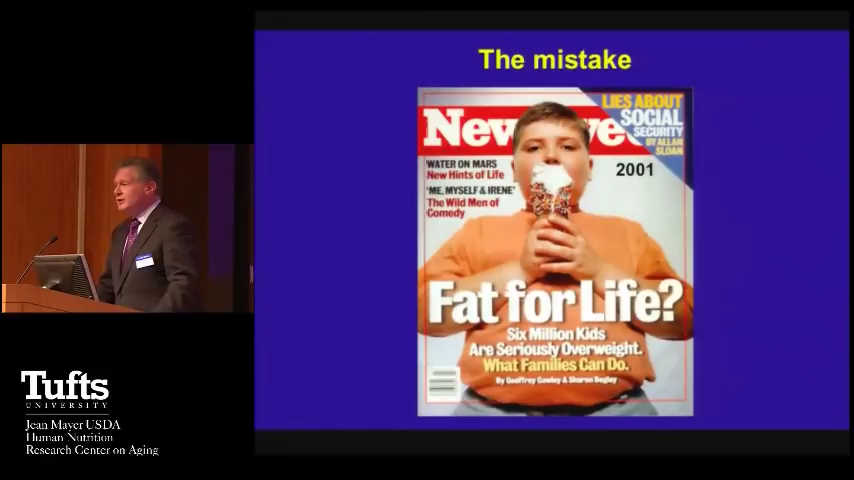 The mistake
Newsweek
LIES ABOUT
SOCIAL
SECURITY
BY ALLAN
SLOAN
2001
WATER ON MARS
New Hints of Life
'ME, MYSELF & IRENE'
The Wild Men of
Comedy
Fat for Life?
Six Million Kids
Are Seriously Overweight.
What Families Can Do.
By Geoffrey Cowley & Sharon Begley
Tufts
UNIVERSITY
Jean Mayer USDA
Human Nutrition
Research Center on Aging